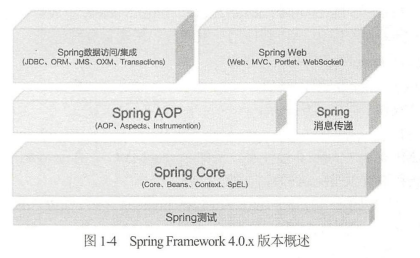 Spring数据访问/集成
(JDBC、ORM、JMS、OXM、Transactions)
Spring Web
(Web、MVC、Portlet、WebSocket)
Spring AOP
(AOP、Aspects、Instrumention)
Spring
消息传递
Spring Core
(Core、Beans、Context、SpEL)
Spring测试
图 1-4 Spring Framework 4.0.x 版本概述